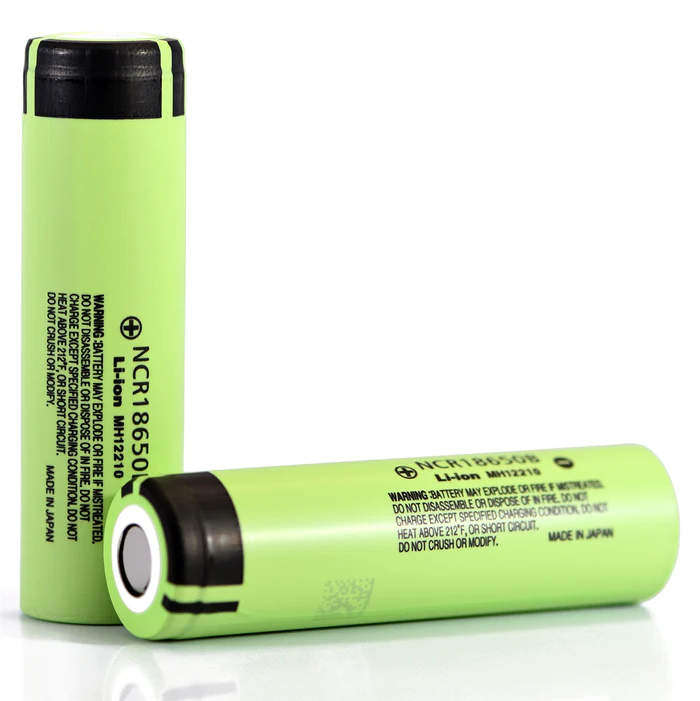 NCR18650
Li-ion MH12210
WARNING :BATTERY MAY EXPLODE OR FIRE IF MISTREATED.
DO NOT DISASSEMBLE OR DISPOSE OF IN FIRE. DO NOT
CHARGE EXCEPT SPECIFIED CHARGING CONDITION. DO NOT
HEAT ABOVE 212°F, OR SHORT CIRCUIT.
DO NOT CRUSH OR MODIFY. MADE IN JAPAN
NCR18650B
Li-ion MH12210
WARNING :BATTERY MAY EXPLODE OR FIRE IF MISTREATED.
DO NOT DISASSEMBLE OR DISPOSE OF IN FIRE. DO NOT
CHARGE EXCEPT SPECIFIED CHARGING CONDITION. DO NOT
HEAT ABOVE 212°F, OR SHORT CIRCUIT.
DO NOT CRUSH OR MODIFY. MADE IN JAPAN